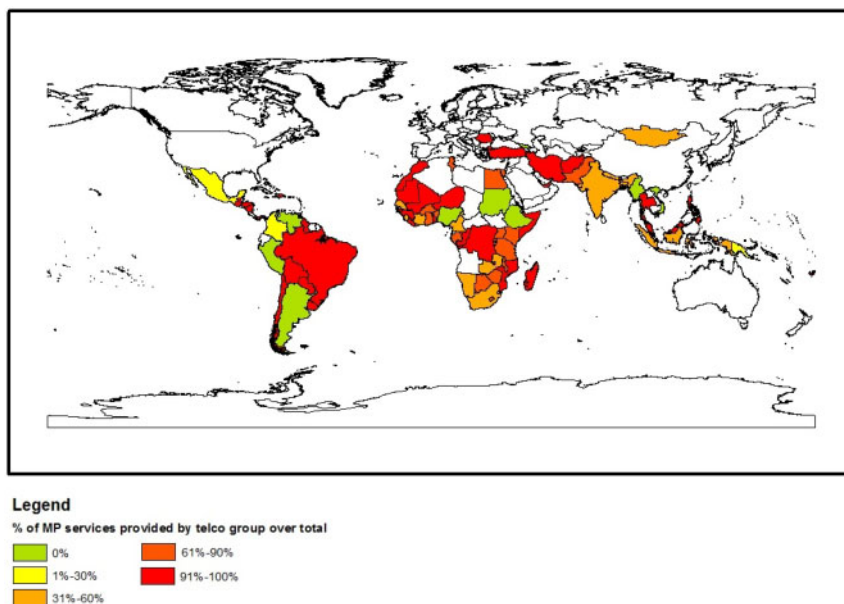 Legend
% of MP services provided by telco group over total
0%
1%-30%
31%-60%
61%-90%
91%-100%